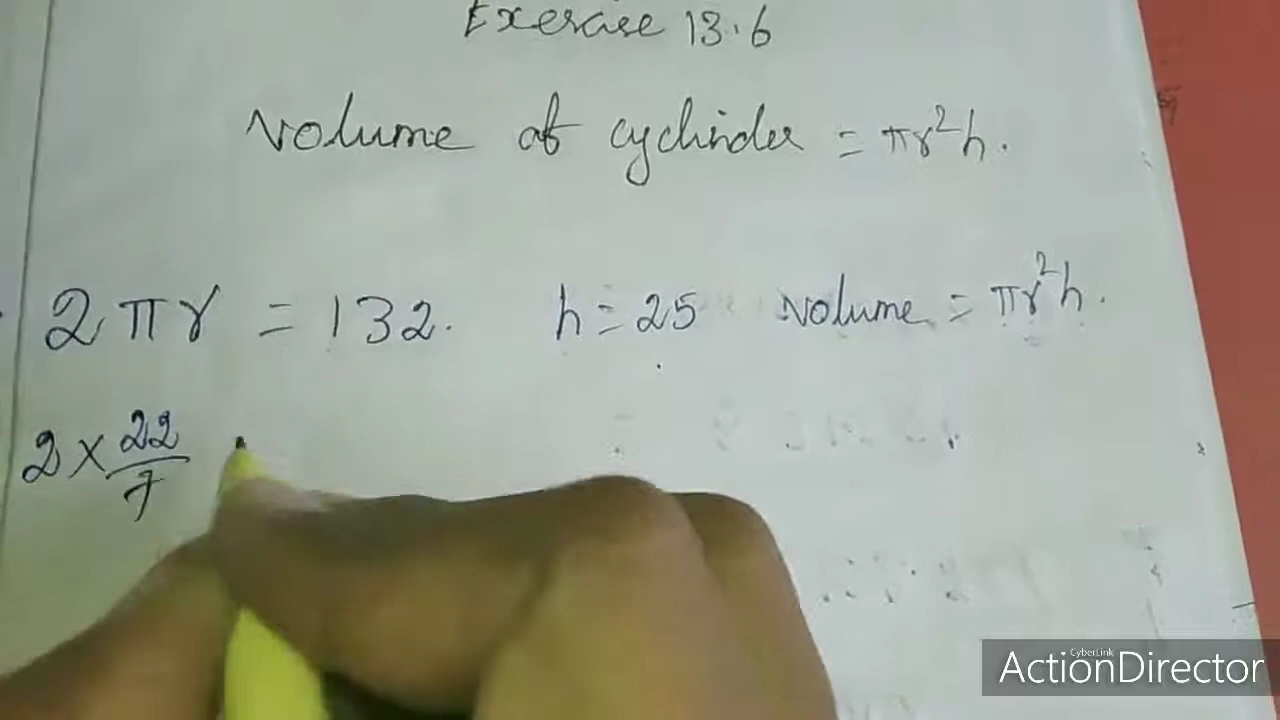 Exercise 13.6
Volume of cylinder = πr²h.
2πr = 132. h = 25 volume = πr²h.
2 × 22/7
CyberLink
ActionDirector